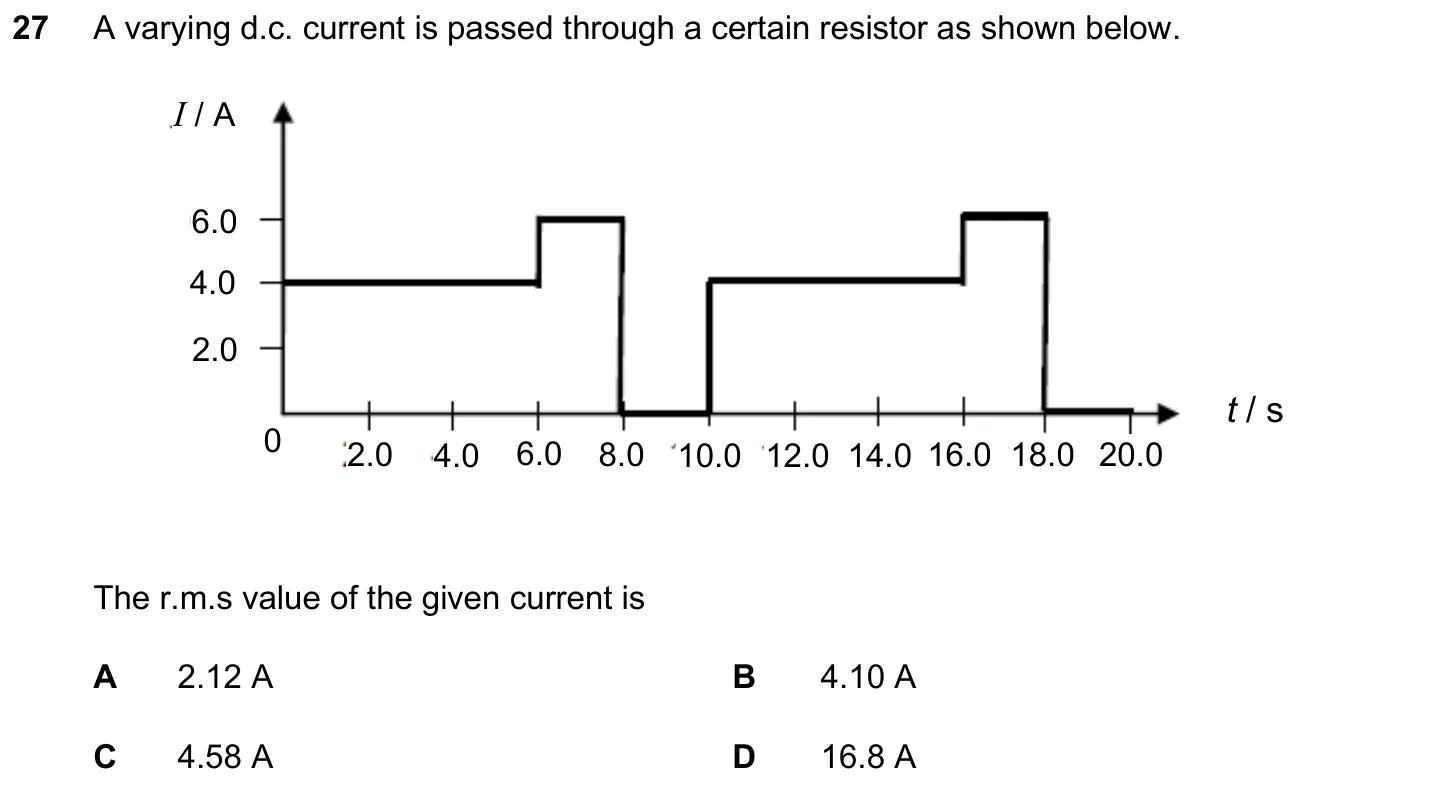 27 A varying d.c. current is passed through a certain resistor as shown below.
I / A
6.0
4.0
2.0
t / s
0 2.0 4.0 6.0 8.0 10.0 12.0 14.0 16.0 18.0 20.0
The r.m.s value of the given current is
A 2.12 A B 4.10 A
C 4.58 A D 16.8 A